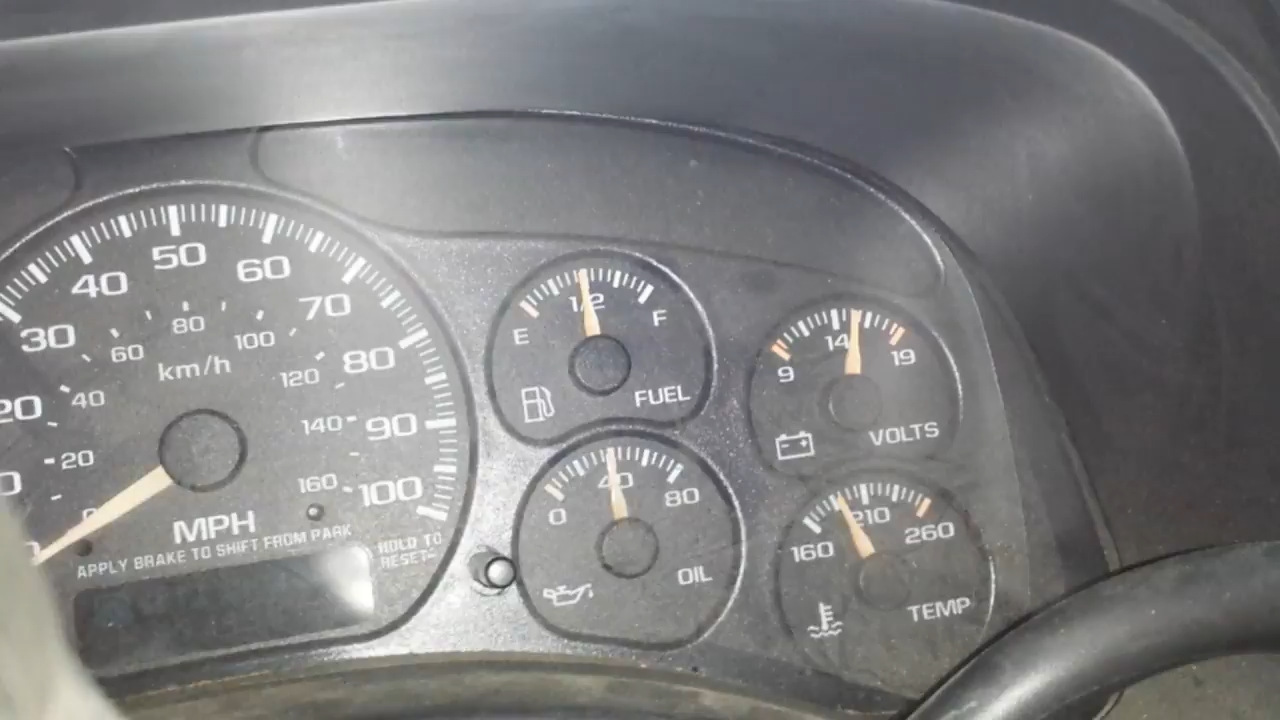 50
40
60
30
70
80
60
100
km/h
120
80
20
40
140
90
20
160
100
MPH
APPLY BRAKE TO SHIFT FROM PARK
HOLD TO
RESET
1/2
E
F
FUEL
14
9
19
VOLTS
40
0
80
OIL
210
160
260
TEMP